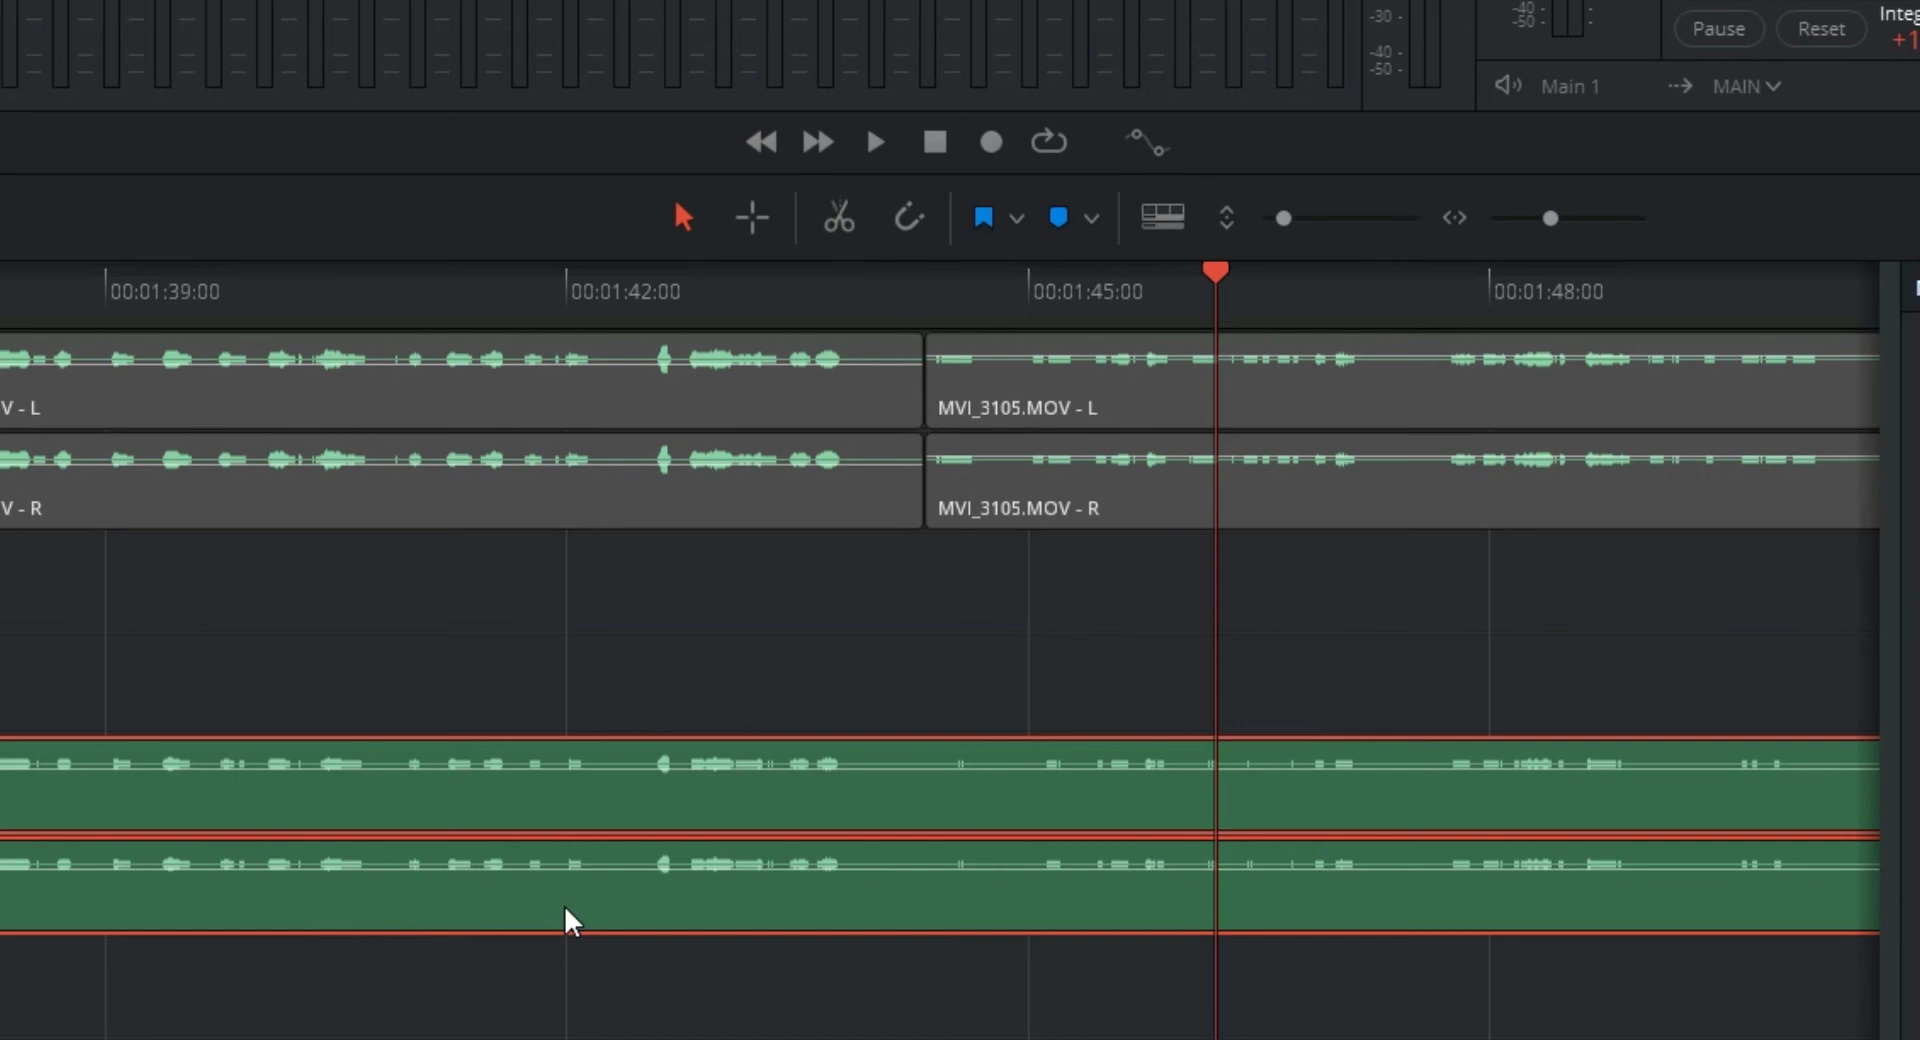 -30 -
-40 -
-50 -
-40 -
-50 -
Pause
Reset
Main 1
MAIN
00:01:39:00
00:01:42:00
00:01:45:00
00:01:48:00
V - L
MVI_3105.MOV - L
V - R
MVI_3105.MOV - R